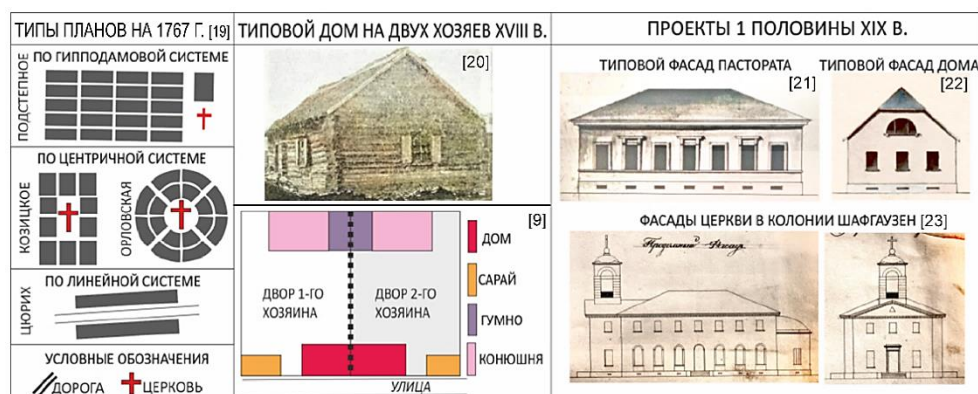 ТИПЫ ПЛАНОВ НА 1767 Г. [19]
ПО ГИППОДАМОВОЙ СИСТЕМЕ
ПОДСТЕПНОЕ
ПО ЦЕНТРИЧНОЙ СИСТЕМЕ
КОЗИЦКОЕ
ОРЛОВСКАЯ
ПО ЛИНЕЙНОЙ СИСТЕМЕ
ЦЮРИХ
УСЛОВНЫЕ ОБОЗНАЧЕНИЯ
ДОРОГА
ЦЕРКОВЬ
ТИПОВОЙ ДОМ НА ДВУХ ХОЗЯЕВ XVIII В.
[20]
[9]
ДВОР 1-ГО
ХОЗЯИНА
ДВОР 2-ГО
ХОЗЯИНА
УЛИЦА
ДОМ
САРАЙ
ГУМНО
КОНЮШНЯ
ПРОЕКТЫ 1 ПОЛОВИНЫ XIX В.
ТИПОВОЙ ФАСАД ПАСТОРАТА
[21]
ТИПОВОЙ ФАСАД ДОМА
[22]
ФАСАДЫ ЦЕРКВИ В КОЛОНИИ ШАФГАУЗЕН [23]